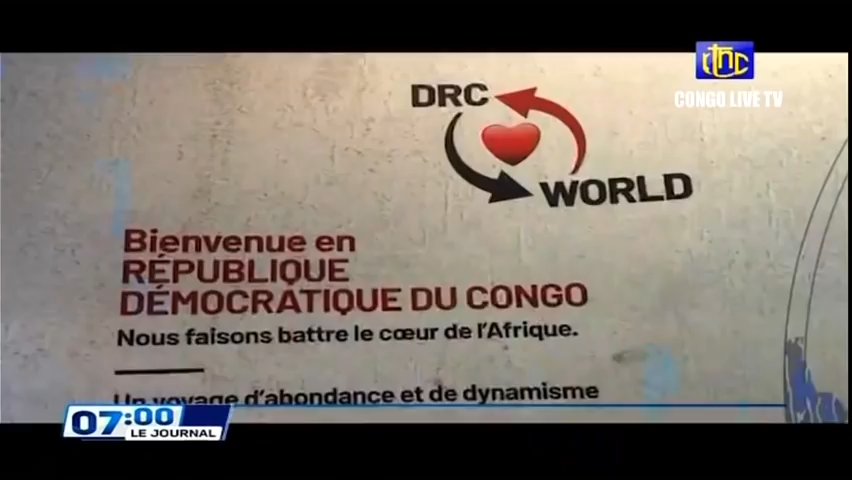 rtnc
CONGO LIVE TV
DRC
WORLD
Bienvenue en
RÉPUBLIQUE
DÉMOCRATIQUE DU CONGO
Nous faisons battre le cœur de l'Afrique.
Un voyage d'abondance et de dynamisme
07:00
LE JOURNAL